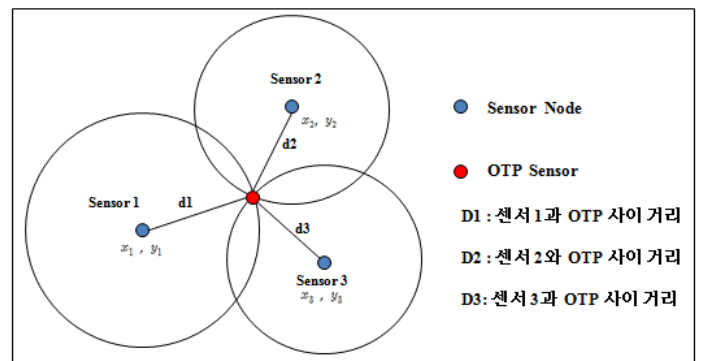 Sensor 2
x₂, y₂
d2
Sensor 1
d1
x₁ , y₁
d3
Sensor 3
x₃ , y₃
Sensor Node
OTP Sensor
D1 : 센서 1과 OTP 사이 거리
D2 : 센서 2와 OTP 사이 거리
D3: 센서 3과 OTP 사이 거리